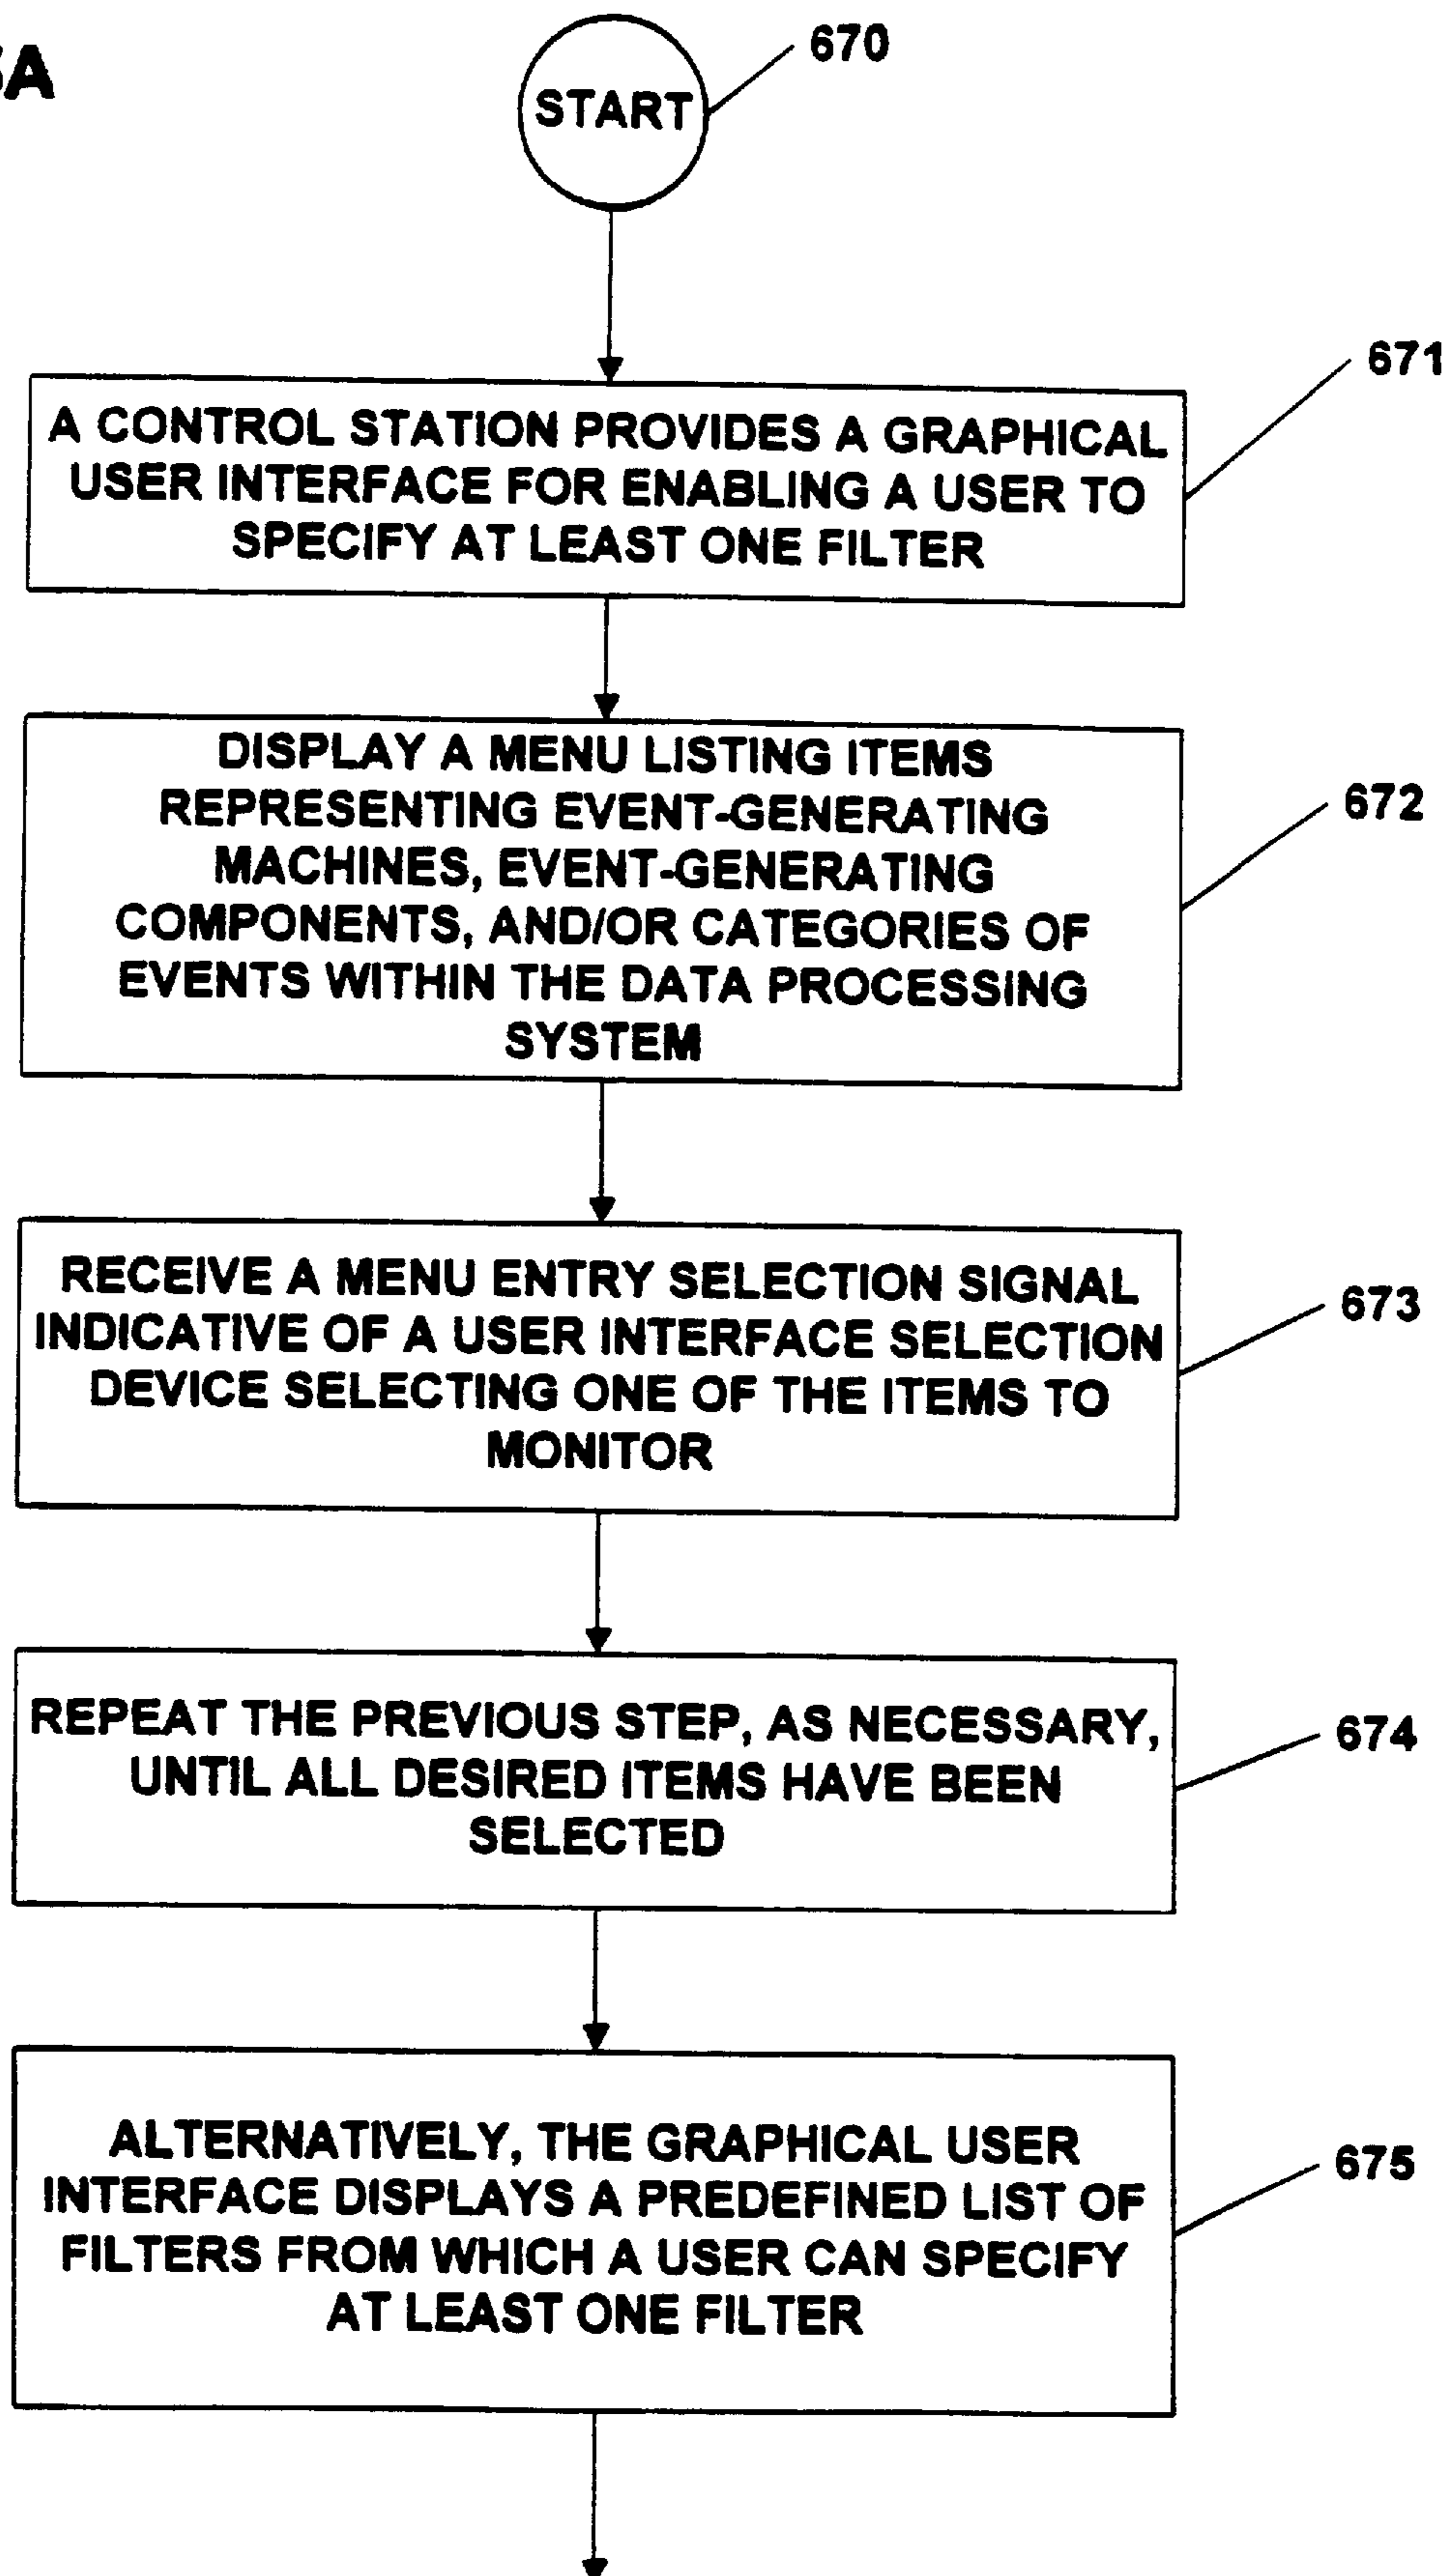 670
START
671
A CONTROL STATION PROVIDES A GRAPHICAL
USER INTERFACE FOR ENABLING A USER TO
SPECIFY AT LEAST ONE FILTER
DISPLAY A MENU LISTING ITEMS
REPRESENTING EVENT-GENERATING
MACHINES, EVENT-GENERATING
COMPONENTS, AND/OR CATEGORIES OF
EVENTS WITHIN THE DATA PROCESSING
SYSTEM
672
RECEIVE A MENU ENTRY SELECTION SIGNAL
INDICATIVE OF A USER INTERFACE SELECTION
DEVICE SELECTING ONE OF THE ITEMS TO
MONITOR
673
REPEAT THE PREVIOUS STEP, AS NECESSARY,
UNTIL ALL DESIRED ITEMS HAVE BEEN
SELECTED
674
ALTERNATIVELY, THE GRAPHICAL USER
INTERFACE DISPLAYS A PREDEFINED LIST OF
FILTERS FROM WHICH A USER CAN SPECIFY
AT LEAST ONE FILTER
675